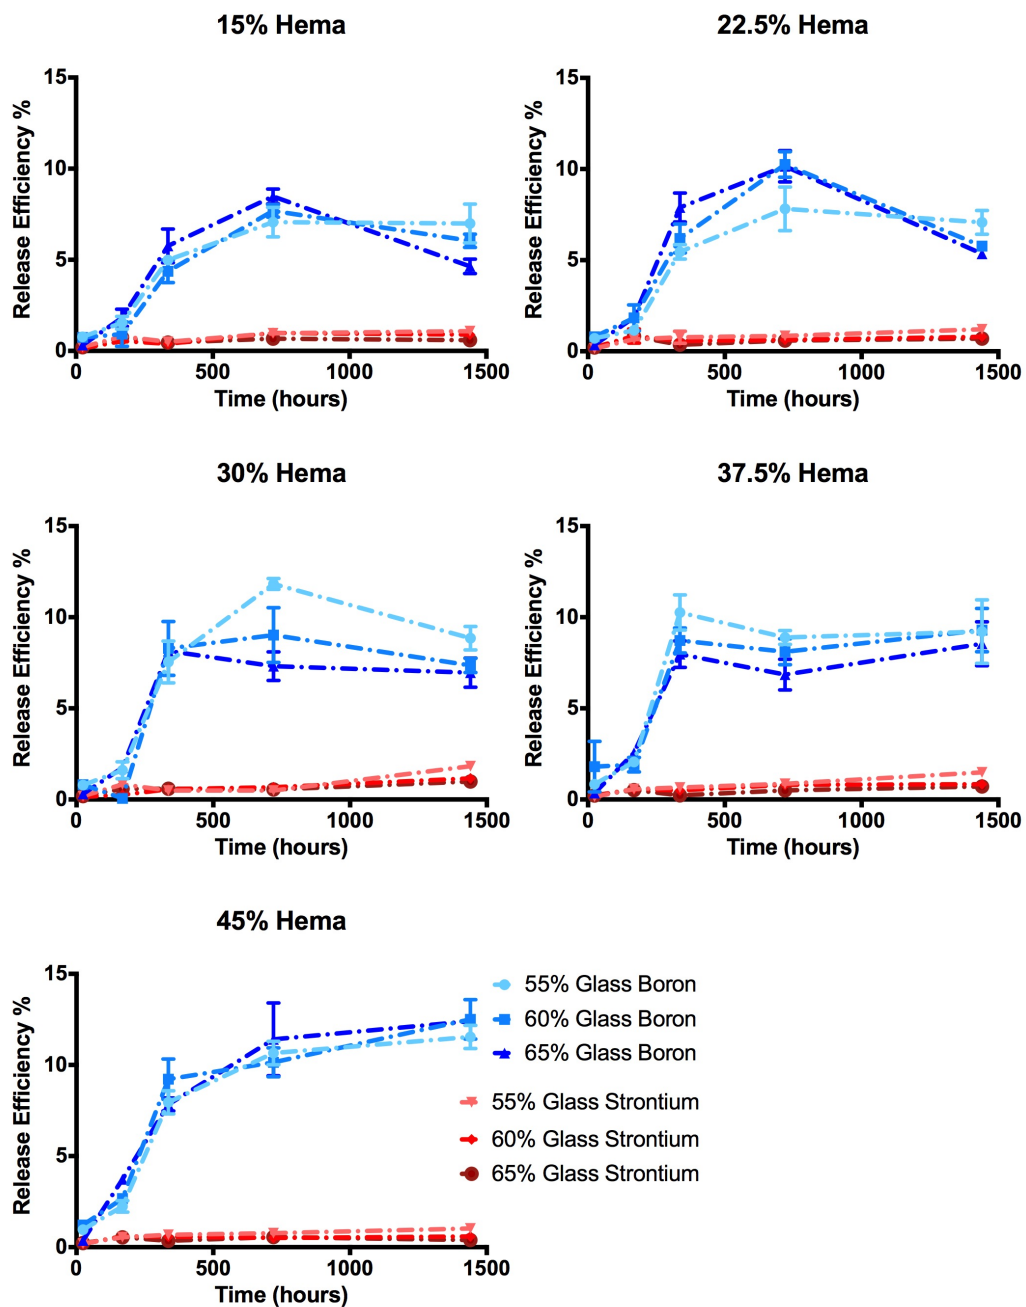 15% Hema
Release Efficiency %
15
10
5
0
0 500 1000 1500
Time (hours)
22.5% Hema
Release Efficiency %
15
10
5
0
0 500 1000 1500
Time (hours)
30% Hema
Release Efficiency %
15
10
5
0
0 500 1000 1500
Time (hours)
37.5% Hema
Release Efficiency %
15
10
5
0
0 500 1000 1500
Time (hours)
45% Hema
Release Efficiency %
15
10
5
0
0 500 1000 1500
Time (hours)
55% Glass Boron
60% Glass Boron
65% Glass Boron
55% Glass Strontium
60% Glass Strontium
65% Glass Strontium